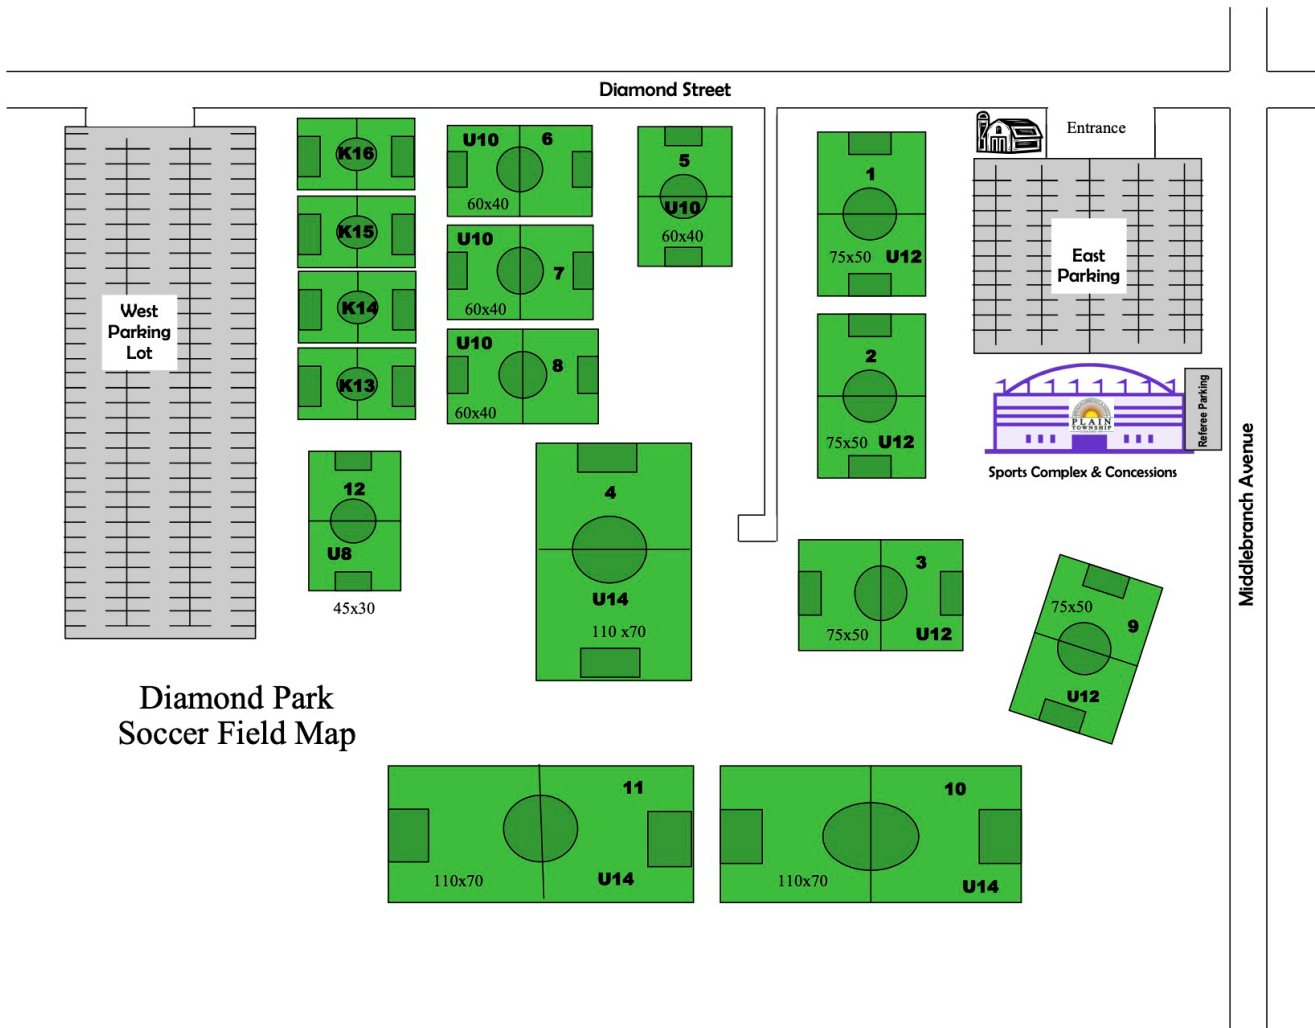 Diamond Street
Entrance
K16
K15
K14
K13
U10
6
60x40
U10
7
60x40
U10
8
60x40
5
U10
60x40
1
75x50
U12
2
75x50
U12
East
Parking
West
Parking
Lot
PLAIN
TOWNSHIP
Referee Parking
Sports Complex & Concessions
Middlebranch Avenue
12
U8
45x30
4
U14
110 x70
3
75x50
U12
75x50
9
U12
Diamond Park
Soccer Field Map
11
110x70
U14
10
110x70
U14